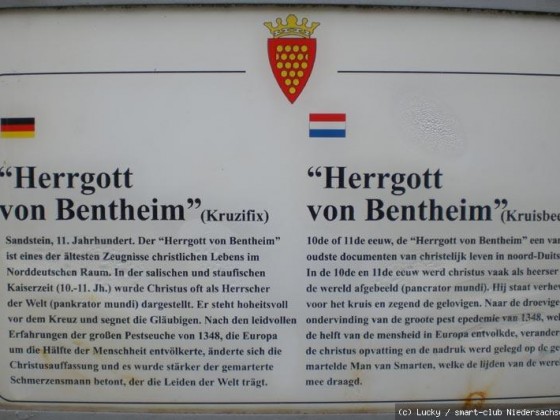 “Herrgott
von Bentheim” (Kruzifix)
Sandstein, 11. Jahrhundert. Der “Herrgott von Bentheim”
ist eines der ältesten Zeugnisse christlichen Lebens im
Norddeutschen Raum. In der salischen und staufischen
Kaiserzeit (10.-11. Jh.) wurde Christus oft als Herrscher
der Welt (pankrator mundi) dargestellt. Er steht hoheitsvoll
vor dem Kreuz und segnet die Gläubigen. Nach den leidvollen
Erfahrungen der großen Pestseuche von 1348, die Europa
um die Hälfte der Menschheit entvölkerte, änderte sich die
Christusauffassung und es wurde stärker der gemarterte
Schmerzensmann betont, der die Leiden der Welt trägt.
“Herrgott
von Bentheim” (Kruisbee
10de of 11de eeuw, de “Herrgott von Bentheim” een van
oudste documenten van christelijk leven in noord-Duits
In de 10de en 11de eeuw werd christus vaak als heerser
de wereld afgebeeld (pancrator mundi). Hij staat verhev
voor het kruis en zegend de gelovigen. Naar de droevige
ondervinding van de groote pest epedemie van 1348, wel
de helft van de mensheid in Europa entvolkde, verander
de christus opvatting en de nadruk werd gelegd op de ge
martelde Man van Smarten, welke de lijden van de werel
mee draagd.
(c) Lucky / smart-club Niedersachs